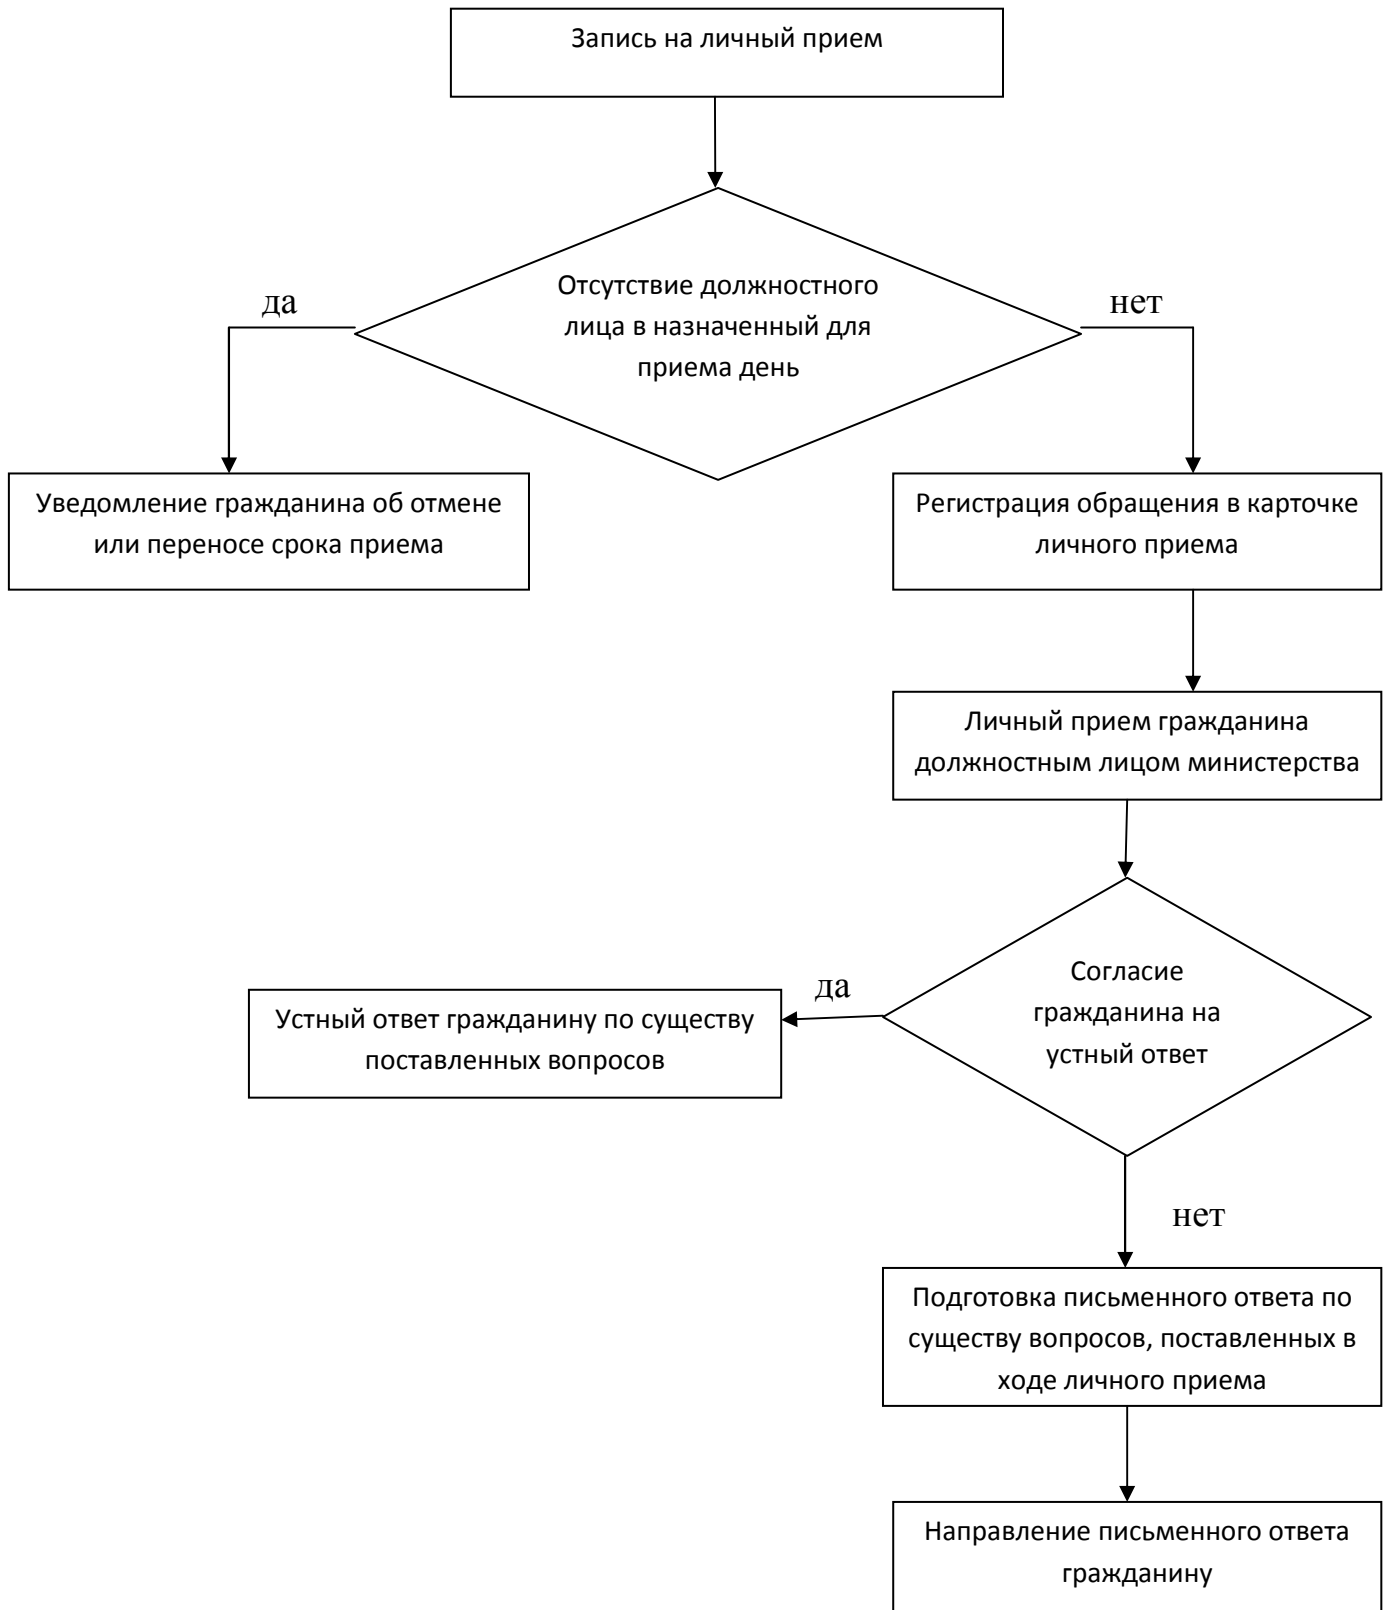 Запись на личный прием
Отсутствие должностного
лица в назначенный для
приема день
да
нет
Уведомление гражданина об отмене
или переносе срока приема
Регистрация обращения в карточке
личного приема
Личный прием гражданина
должностным лицом министерства
Согласие
гражданина на
устный ответ
да
Устный ответ гражданину по существу
поставленных вопросов
нет
Подготовка письменного ответа по
существу вопросов, поставленных в
ходе личного приема
Направление письменного ответа
гражданину